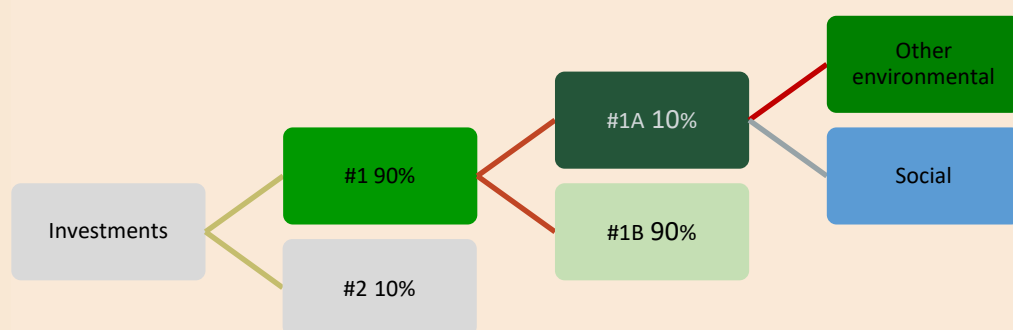 Other
environmental
#1A 10%
#1 90%
Social
Investments
#1B 90%
#2 10%